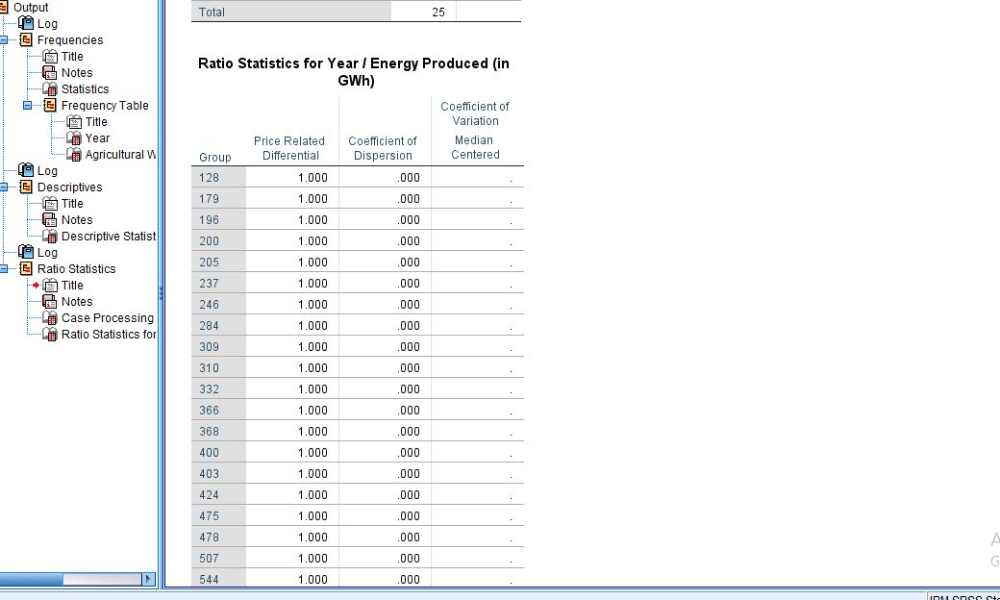 Output
Log
Frequencies
Title
Notes
Statistics
Frequency Table
Title
Year
Agricultural W
Log
Descriptives
Title
Notes
Descriptive Statist
Log
Ratio Statistics
Title
Notes
Case Processing
Ratio Statistics for
Total 25
Ratio Statistics for Year / Energy Produced (in
GWh)
Group Price Related Differential Coefficient of Dispersion Coefficient of Variation Median Centered
128 1.000 .000 .
179 1.000 .000 .
196 1.000 .000 .
200 1.000 .000 .
205 1.000 .000 .
237 1.000 .000 .
246 1.000 .000 .
284 1.000 .000 .
309 1.000 .000 .
310 1.000 .000 .
332 1.000 .000 .
366 1.000 .000 .
368 1.000 .000 .
400 1.000 .000 .
403 1.000 .000 .
424 1.000 .000 .
475 1.000 .000 .
478 1.000 .000 .
507 1.000 .000 .
544 1.000 .000 .
A
G
IBM SPSS Sta